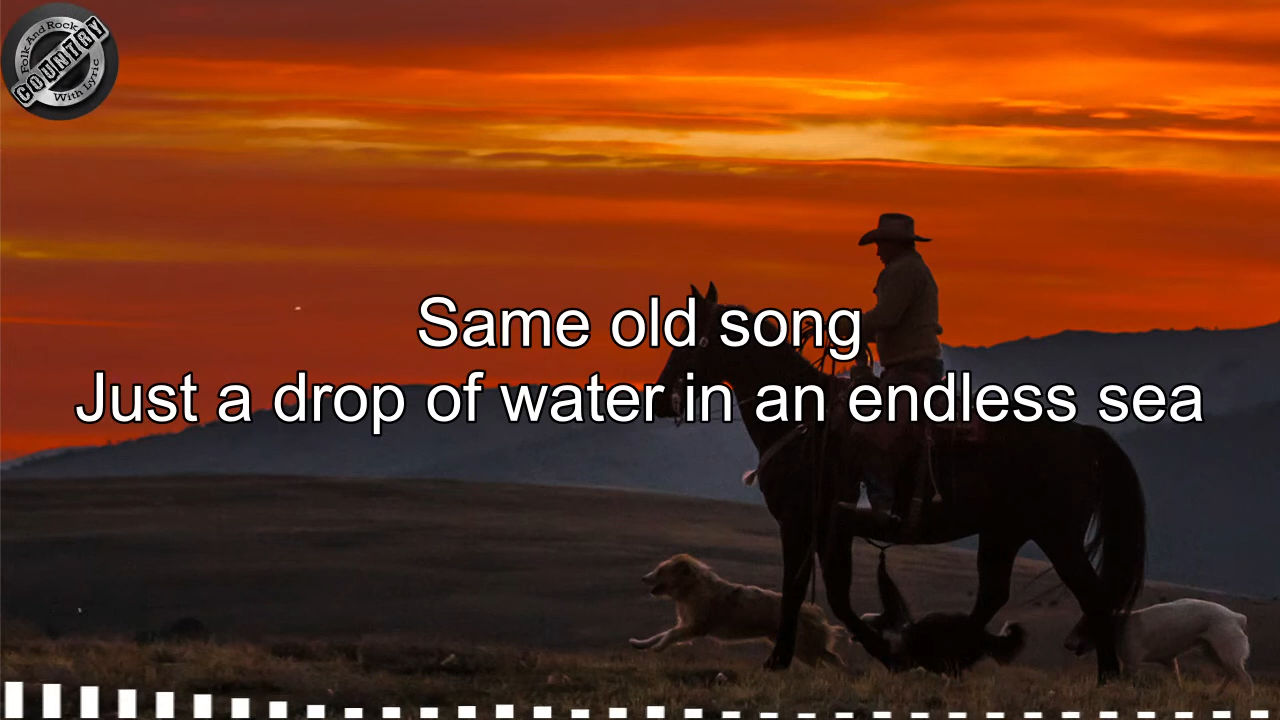 Folk And Rock
COUNTRY
With Lyric
Same old song
Just a drop of water in an endless sea